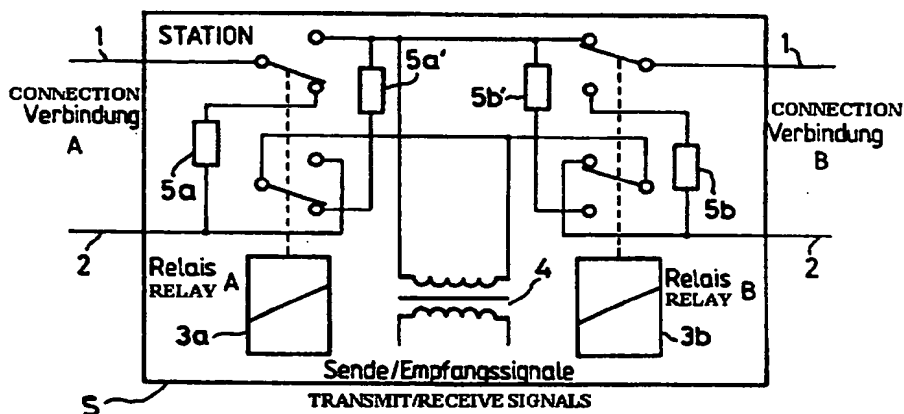 STATION
1
1
5a'
5b'
CONNECTION
Verbindung
A
CONNECTION
Verbindung
B
5a
5b
2
2
Relais
RELAY
A
4
Relais
RELAY
B
3a
3b
Sende/Empfangssignale
S
TRANSMIT/RECEIVE SIGNALS